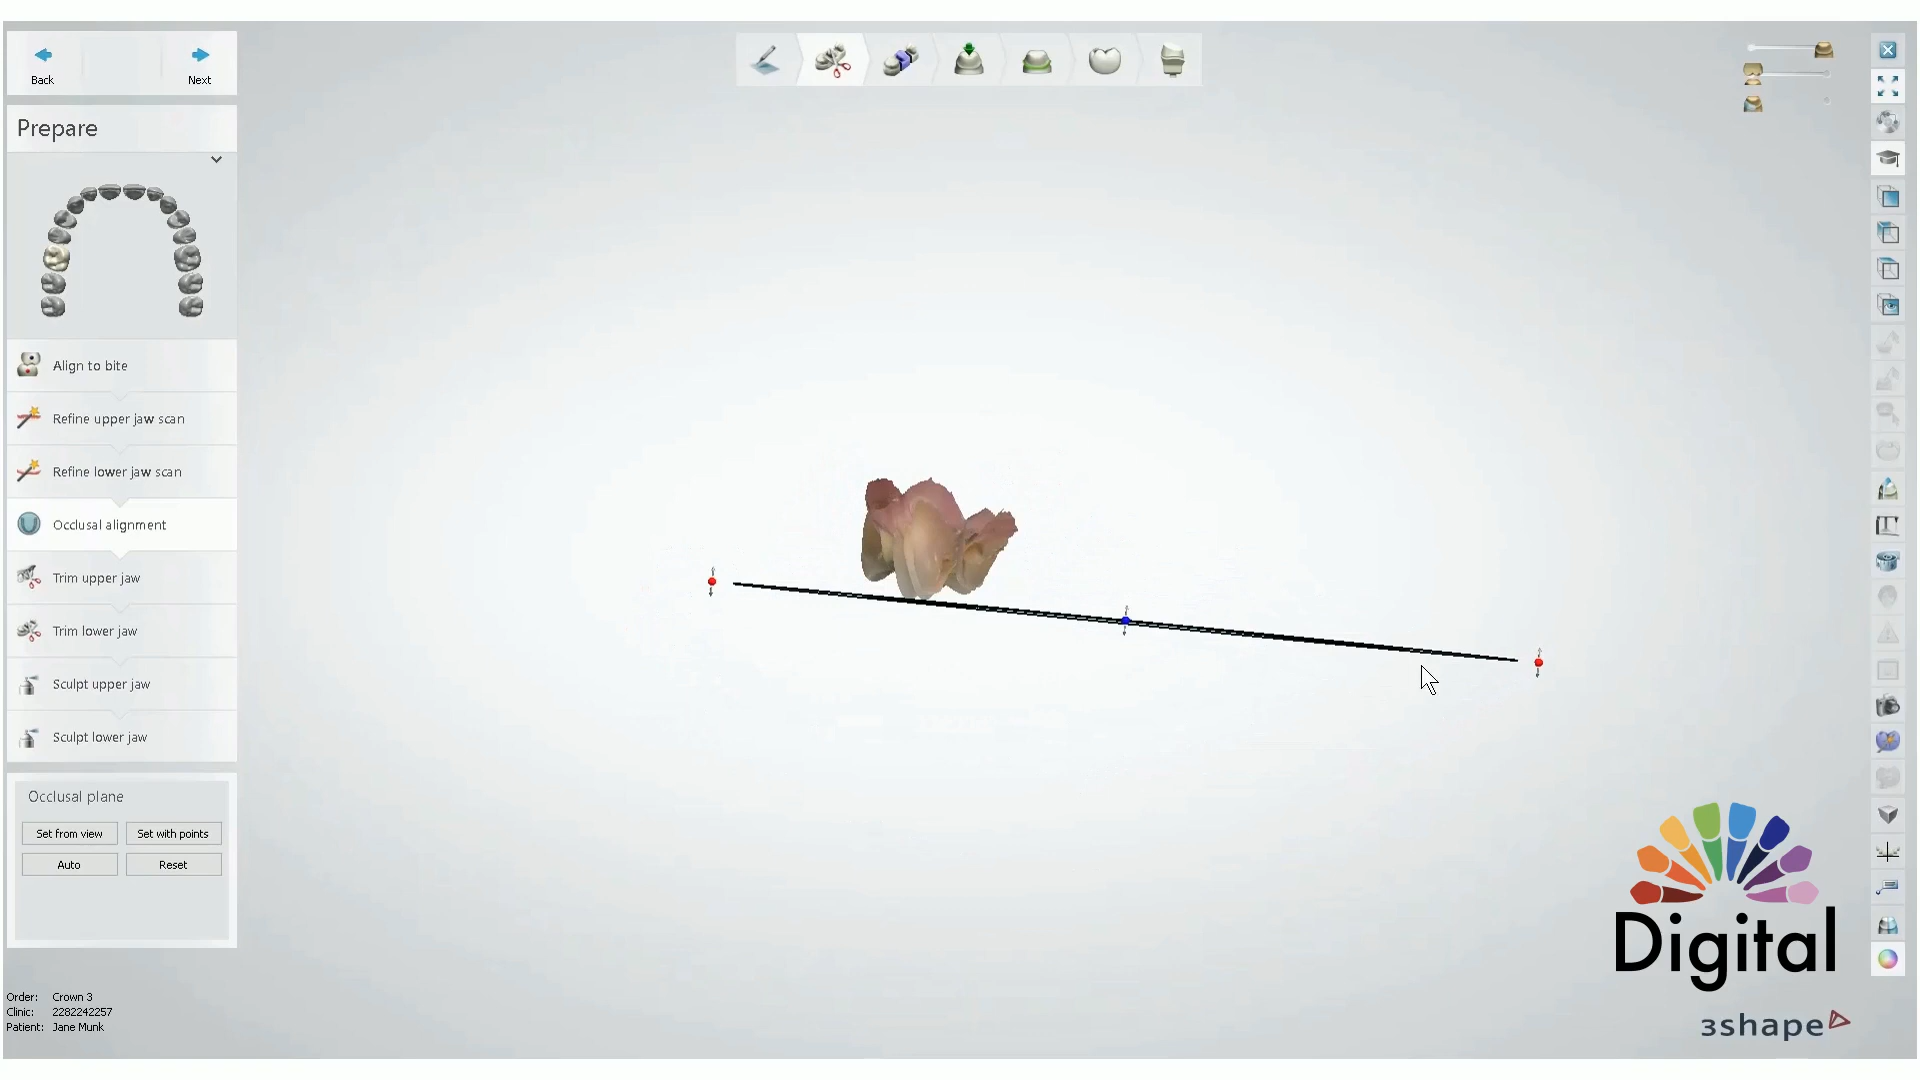 Back
Next
Prepare
Align to bite
Refine upper jaw scan
Refine lower jaw scan
Occlusal alignment
Trim upper jaw
Trim lower jaw
Sculpt upper jaw
Sculpt lower jaw
Occlusal plane
Set from view
Set with points
Auto
Reset
Order: Crown 3
Clinic: 2282242257
Patient: Jane Munk
Digital
3shape